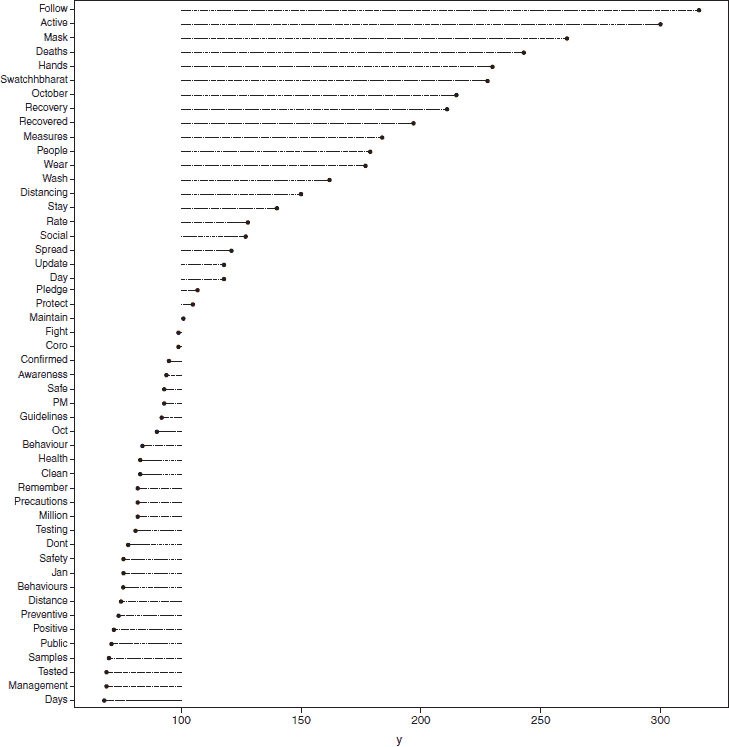 Follow
Active
Mask
Deaths
Hands
Swatchhbharat
October
Recovery
Recovered
Measures
People
Wear
Wash
Distancing
Stay
Rate
Social
Spread
Update
Day
Pledge
Protect
Maintain
Fight
Coro
Confirmed
Awareness
Safe
PM
Guidelines
Oct
Behaviour
Health
Clean
Remember
Precautions
Million
Testing
Dont
Safety
Jan
Behaviours
Distance
Preventive
Positive
Public
Samples
Tested
Management
Days
100 150 200 250 300
y